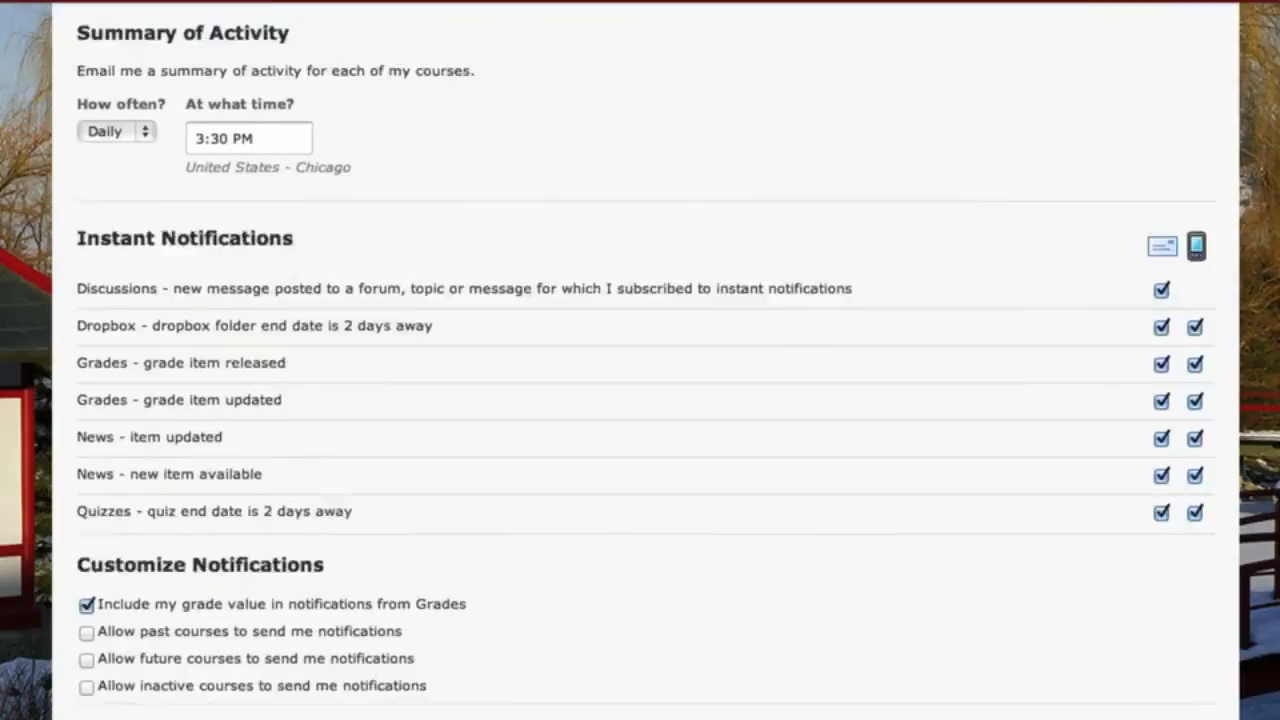 Summary of Activity
Email me a summary of activity for each of my courses.
How often? At what time?
Daily 3:30 PM
United States - Chicago
Instant Notifications
Discussions - new message posted to a forum, topic or message for which I subscribed to instant notifications
Dropbox - dropbox folder end date is 2 days away
Grades - grade item released
Grades - grade item updated
News - item updated
News - new item available
Quizzes - quiz end date is 2 days away
Customize Notifications
Include my grade value in notifications from Grades
Allow past courses to send me notifications
Allow future courses to send me notifications
Allow inactive courses to send me notifications